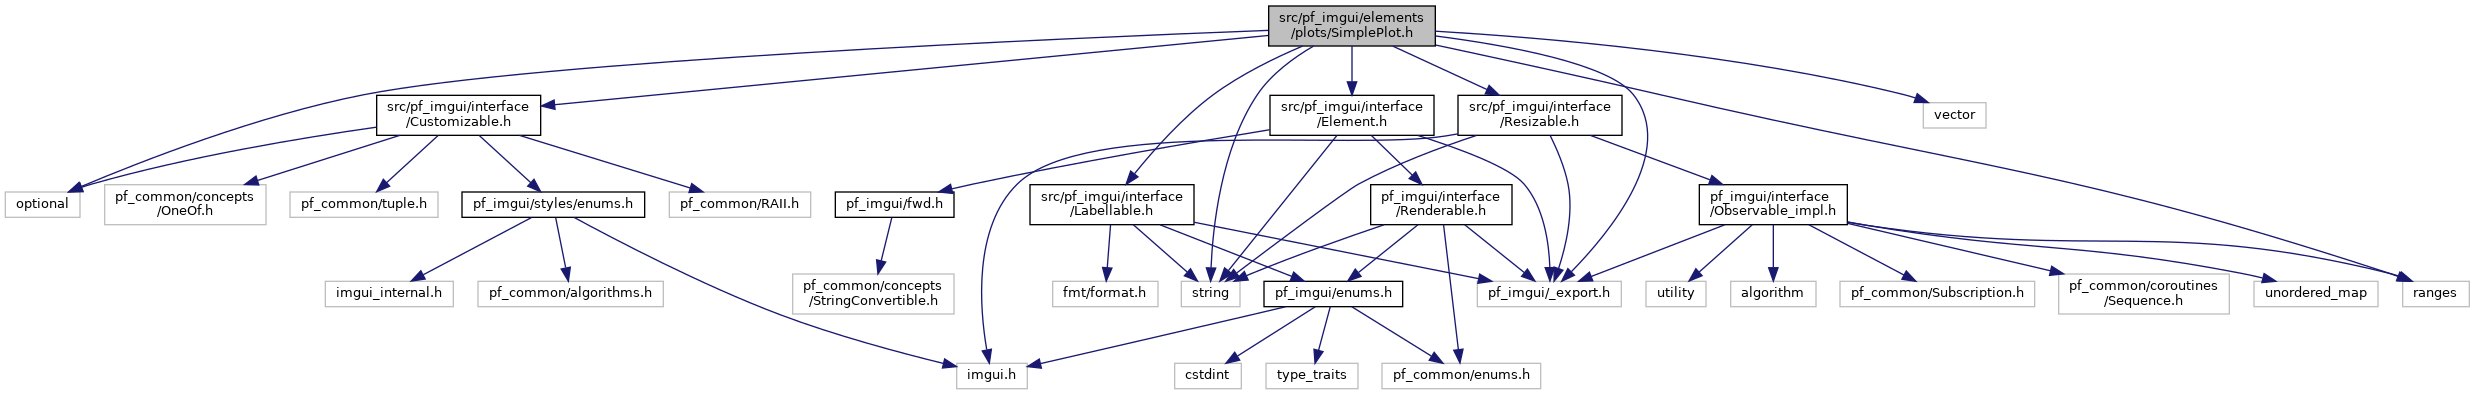 src/pf_imgui/elements
/plots/SimplePlot.h
src/pf_imgui/interface
/Customizable.h
src/pf_imgui/interface
/Element.h
src/pf_imgui/interface
/Resizable.h
vector
optional
pf_common/concepts
/OneOf.h
pf_common/tuple.h
pf_imgui/styles/enums.h
pf_common/RAII.h
pf_imgui/fwd.h
src/pf_imgui/interface
/Labellable.h
pf_imgui/interface
/Renderable.h
pf_imgui/interface
/Observable_impl.h
imgui_internal.h
pf_common/algorithms.h
pf_common/concepts
/StringConvertible.h
fmt/format.h
string
pf_imgui/enums.h
pf_imgui/_export.h
utility
algorithm
pf_common/Subscription.h
pf_common/coroutines
/Sequence.h
unordered_map
ranges
imgui.h
cstdint
type_traits
pf_common/enums.h